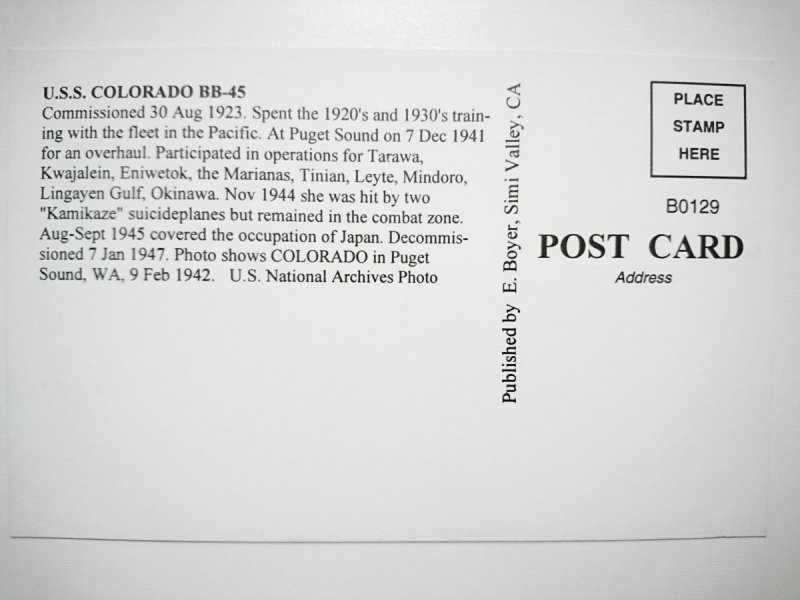 U.S.S. COLORADO BB-45
Commissioned 30 Aug 1923. Spent the 1920's and 1930's train-
ing with the fleet in the Pacific. At Puget Sound on 7 Dec 1941
for an overhaul. Participated in operations for Tarawa,
Kwajalein, Eniwetok, the Marianas, Tinian, Leyte, Mindoro,
Lingayen Gulf, Okinawa. Nov 1944 she was hit by two
"Kamikaze" suicideplanes but remained in the combat zone.
Aug-Sept 1945 covered the occupation of Japan. Decommis-
sioned 7 Jan 1947. Photo shows COLORADO in Puget
Sound, WA, 9 Feb 1942. U.S. National Archives Photo
Published by E. Boyer, Simi Valley, CA
PLACE
STAMP
HERE
B0129
POST CARD
Address